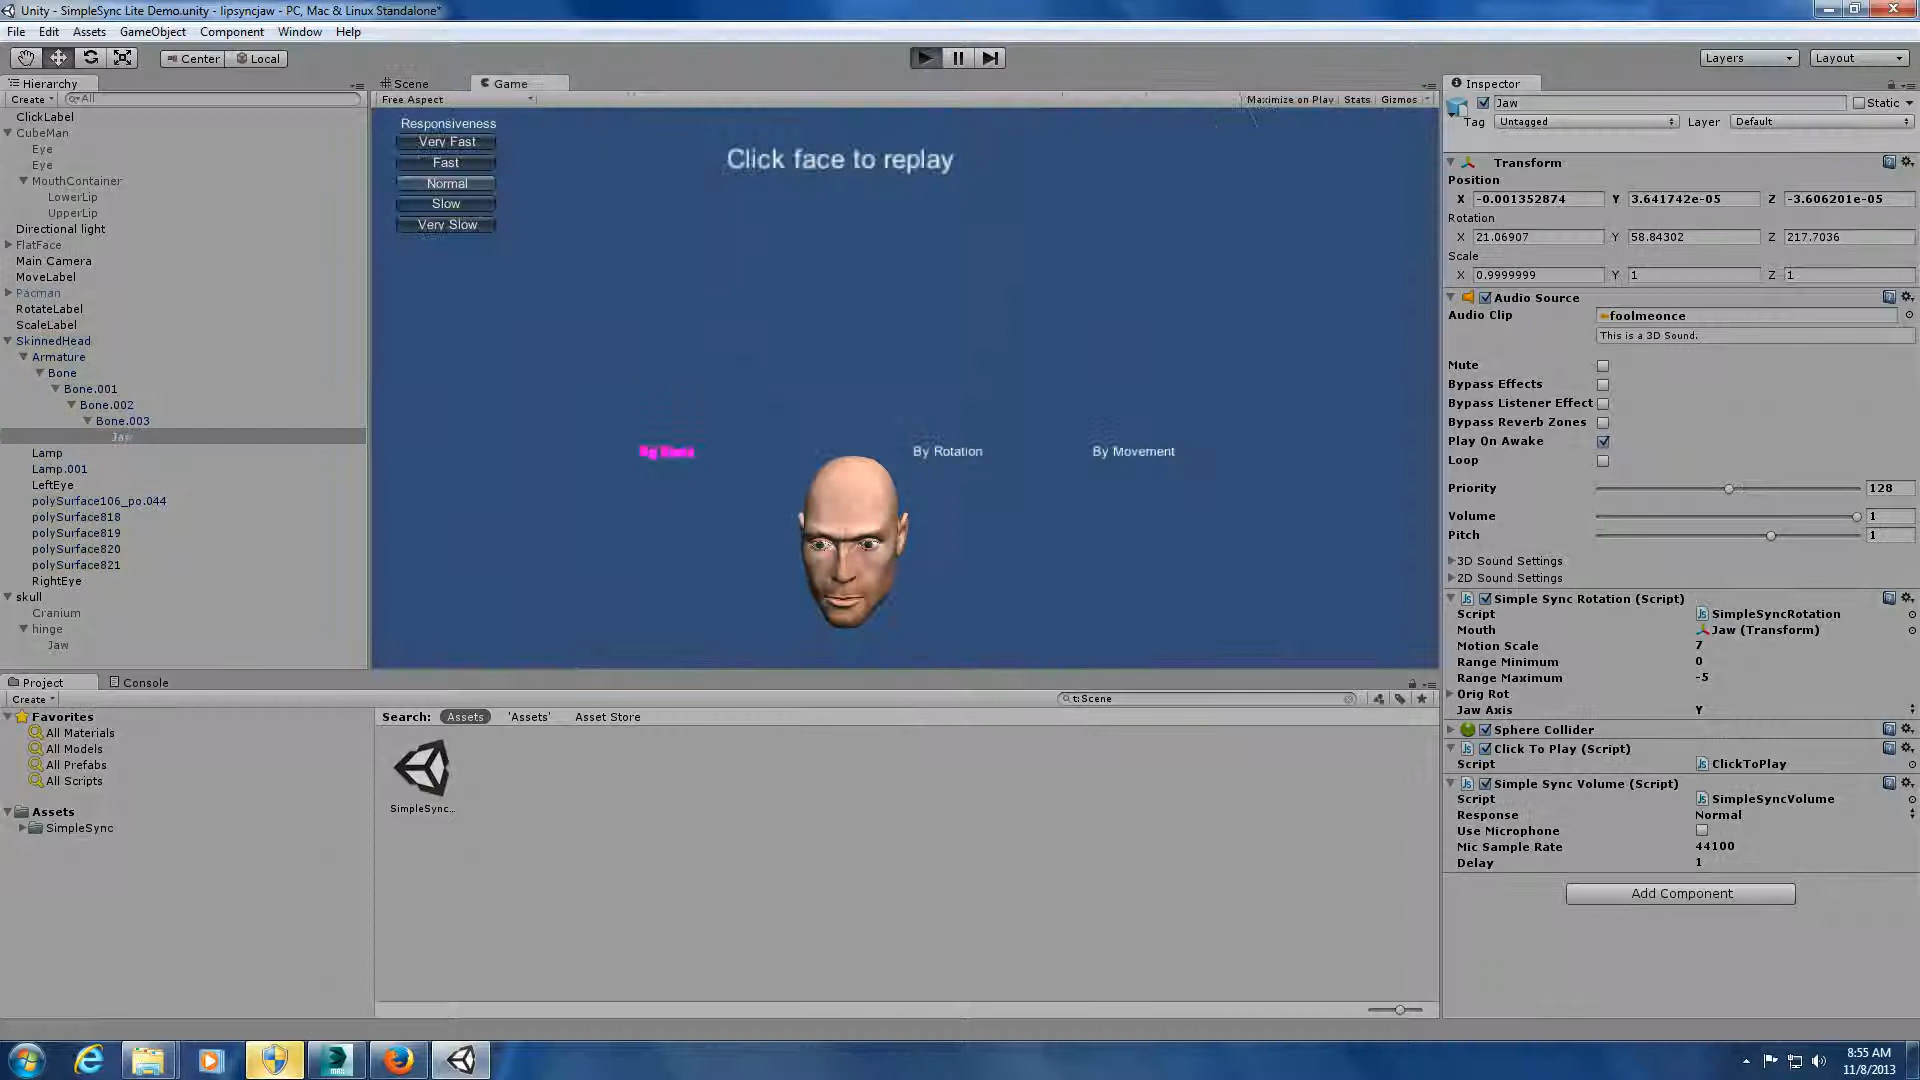 Unity - SimpleSync Lite Demo.unity - lipsyncjaw - PC, Mac & Linux Standalone*
File Edit Assets GameObject Component Window Help
Center Local Layers Layout
Hierarchy
Create All
ClickLabel
CubeMan
Eye
Eye
MouthContainer
LowerLip
UpperLip
Directional light
FlatFace
Main Camera
MoveLabel
Pacman
RotateLabel
ScaleLabel
SkinnedHead
Armature
Bone
Bone.001
Bone.002
Bone.003
Jaw
Lamp
Lamp.001
LeftEye
polySurface106_po.044
polySurface818
polySurface819
polySurface820
polySurface821
RightEye
skull
Cranium
hinge
Jaw
Scene Game
Free Aspect Maximize on Play Stats Gizmos
Responsiveness
Very Fast
Fast
Normal
Slow
Very Slow
Click face to replay
By Rotation By Movement
Project Console
Create t:Scene
Favorites
All Materials
All Models
All Prefabs
All Scripts
Assets
SimpleSync
Search: Assets 'Assets' Asset Store
SimpleSync...
Inspector
Jaw Static
Tag Untagged Layer Default
Transform
Position
X -0.001352874 Y 3.641742e-05 Z -3.606201e-05
Rotation
X 21.06907 Y 58.84302 Z 217.7036
Scale
X 0.9999999 Y 1 Z 1
Audio Source
Audio Clip foolmeonce
This is a 3D Sound.
Mute
Bypass Effects
Bypass Listener Effect
Bypass Reverb Zones
Play On Awake
Loop
Priority 128
Volume 1
Pitch 1
3D Sound Settings
2D Sound Settings
Simple Sync Rotation (Script)
Script SimpleSyncRotation
Mouth Jaw (Transform)
Motion Scale 7
Range Minimum 0
Range Maximum -5
Orig Rot
Jaw Axis Y
Sphere Collider
Click To Play (Script)
Script ClickToPlay
Simple Sync Volume (Script)
Script SimpleSyncVolume
Response Normal
Use Microphone
Mic Sample Rate 44100
Delay 1
Add Component
8:55 AM
11/8/2013